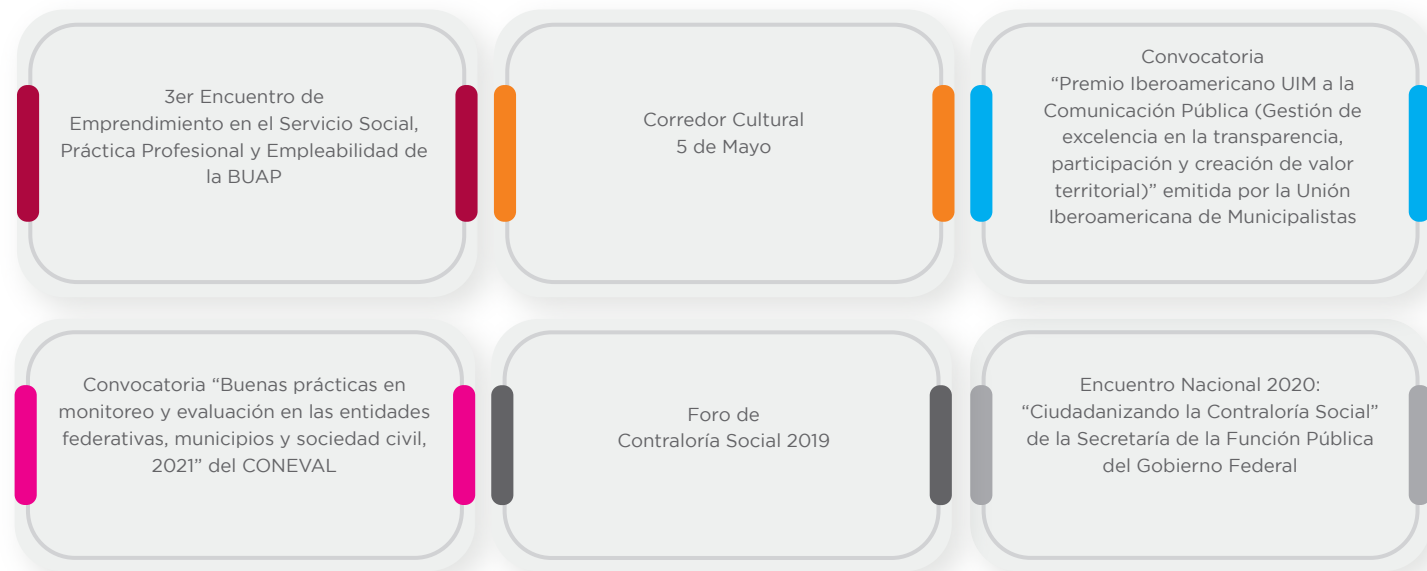 3er Encuentro de
Emprendimiento en el Servicio Social,
Práctica Profesional y Empleabilidad de
la BUAP
Corredor Cultural
5 de Mayo
Convocatoria
“Premio Iberoamericano UIM a la
Comunicación Pública (Gestión de
excelencia en la transparencia,
participación y creación de valor
territorial)” emitida por la Unión
Iberoamericana de Municipalistas
Convocatoria “Buenas prácticas en
monitoreo y evaluación en las entidades
federativas, municipios y sociedad civil,
2021” del CONEVAL
Foro de
Contraloría Social 2019
Encuentro Nacional 2020:
“Ciudadanizando la Contraloría Social”
de la Secretaría de la Función Pública
del Gobierno Federal